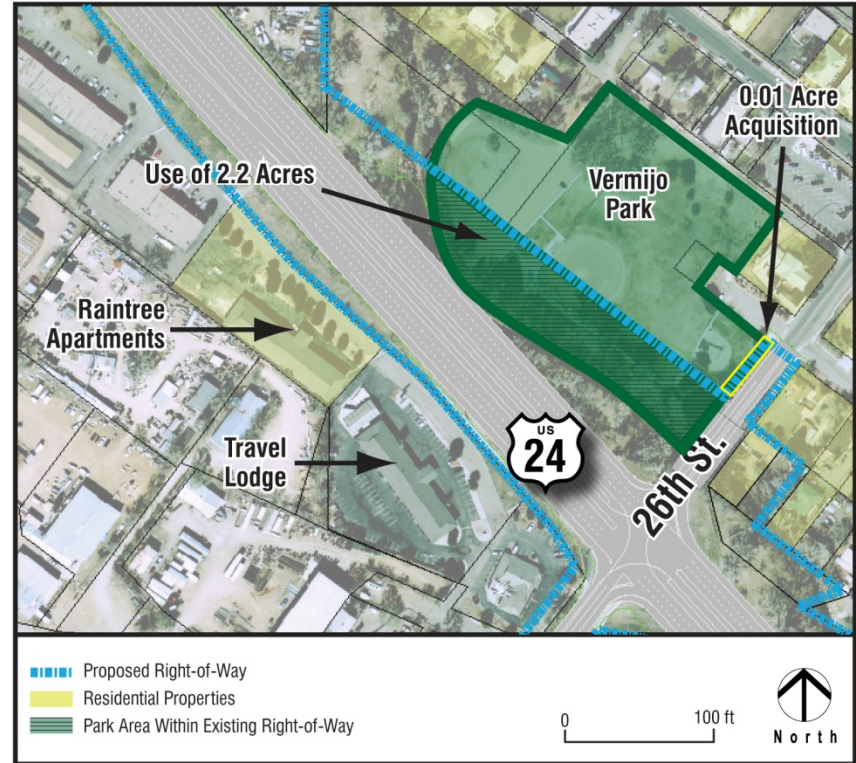 0.01 Acre
Acquisition
Use of 2.2 Acres
Vermijo
Park
Raintree
Apartments
Travel
Lodge
US
24
26th St.
Proposed Right-of-Way
Residential Properties
Park Area Within Existing Right-of-Way
0
100 ft
North